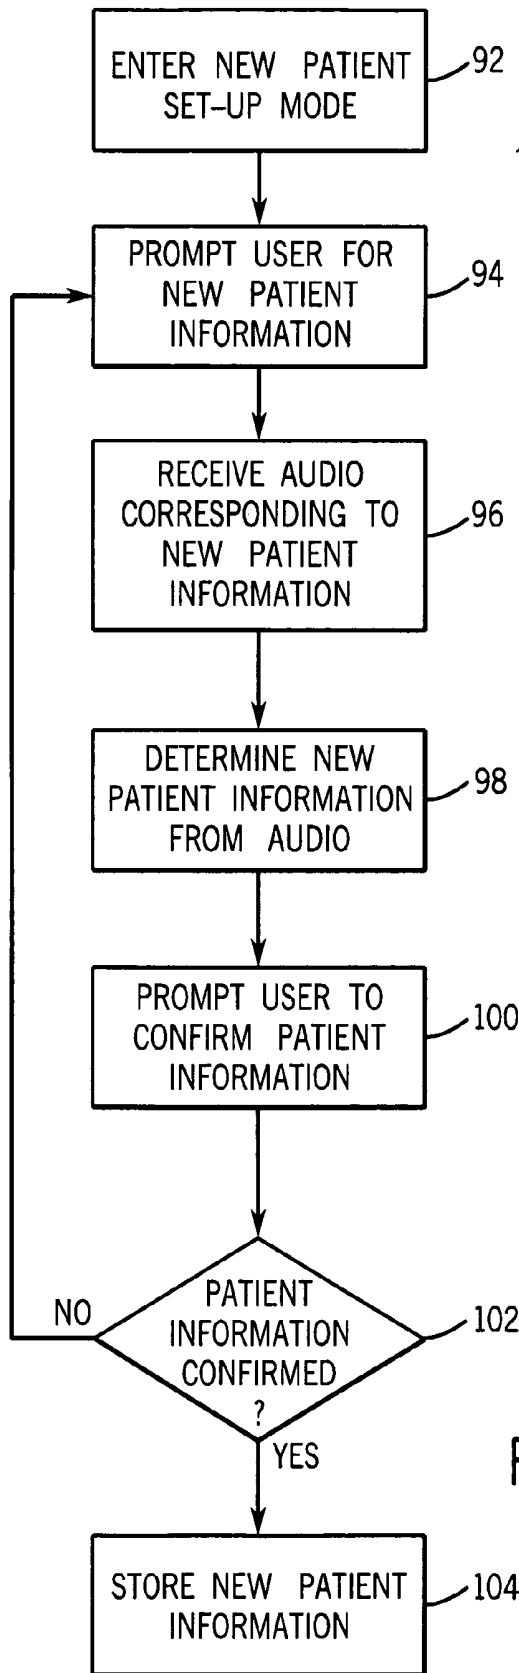 ENTER NEW PATIENT
SET-UP MODE
92
PROMPT USER FOR
NEW PATIENT
INFORMATION
94
RECEIVE AUDIO
CORRESPONDING TO
NEW PATIENT
INFORMATION
96
DETERMINE NEW
PATIENT INFORMATION
FROM AUDIO
98
PROMPT USER TO
CONFIRM PATIENT
INFORMATION
100
PATIENT
INFORMATION
CONFIRMED
?
102
NO
YES
STORE NEW PATIENT
INFORMATION
104